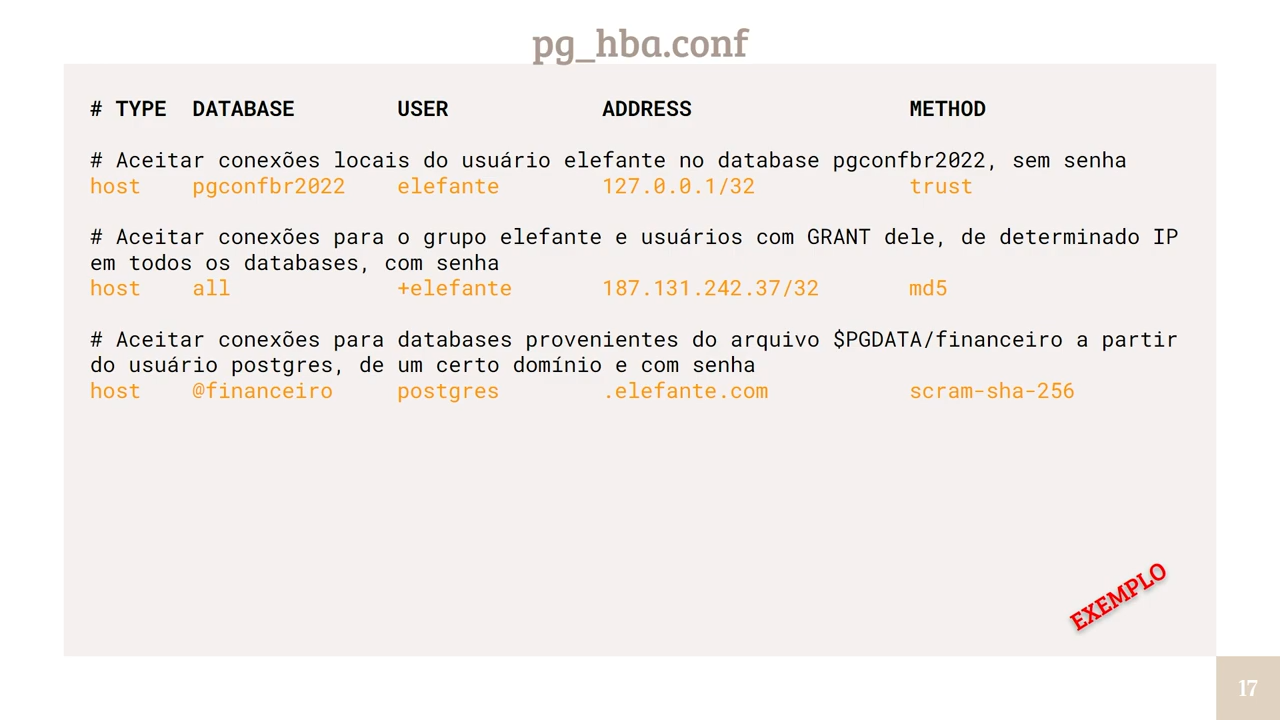 pg_hba.conf
# TYPE DATABASE USER ADDRESS METHOD
# Aceitar conexões locais do usuário elefante no database pgconfbr2022, sem senha
host pgconfbr2022 elefante 127.0.0.1/32 trust
# Aceitar conexões para o grupo elefante e usuários com GRANT dele, de determinado IP
em todos os databases, com senha
host all +elefante 187.131.242.37/32 md5
# Aceitar conexões para databases provenientes do arquivo $PGDATA/financeiro a partir
do usuário postgres, de um certo domínio e com senha
host @financeiro postgres .elefante.com scram-sha-256
EXEMPLO
17